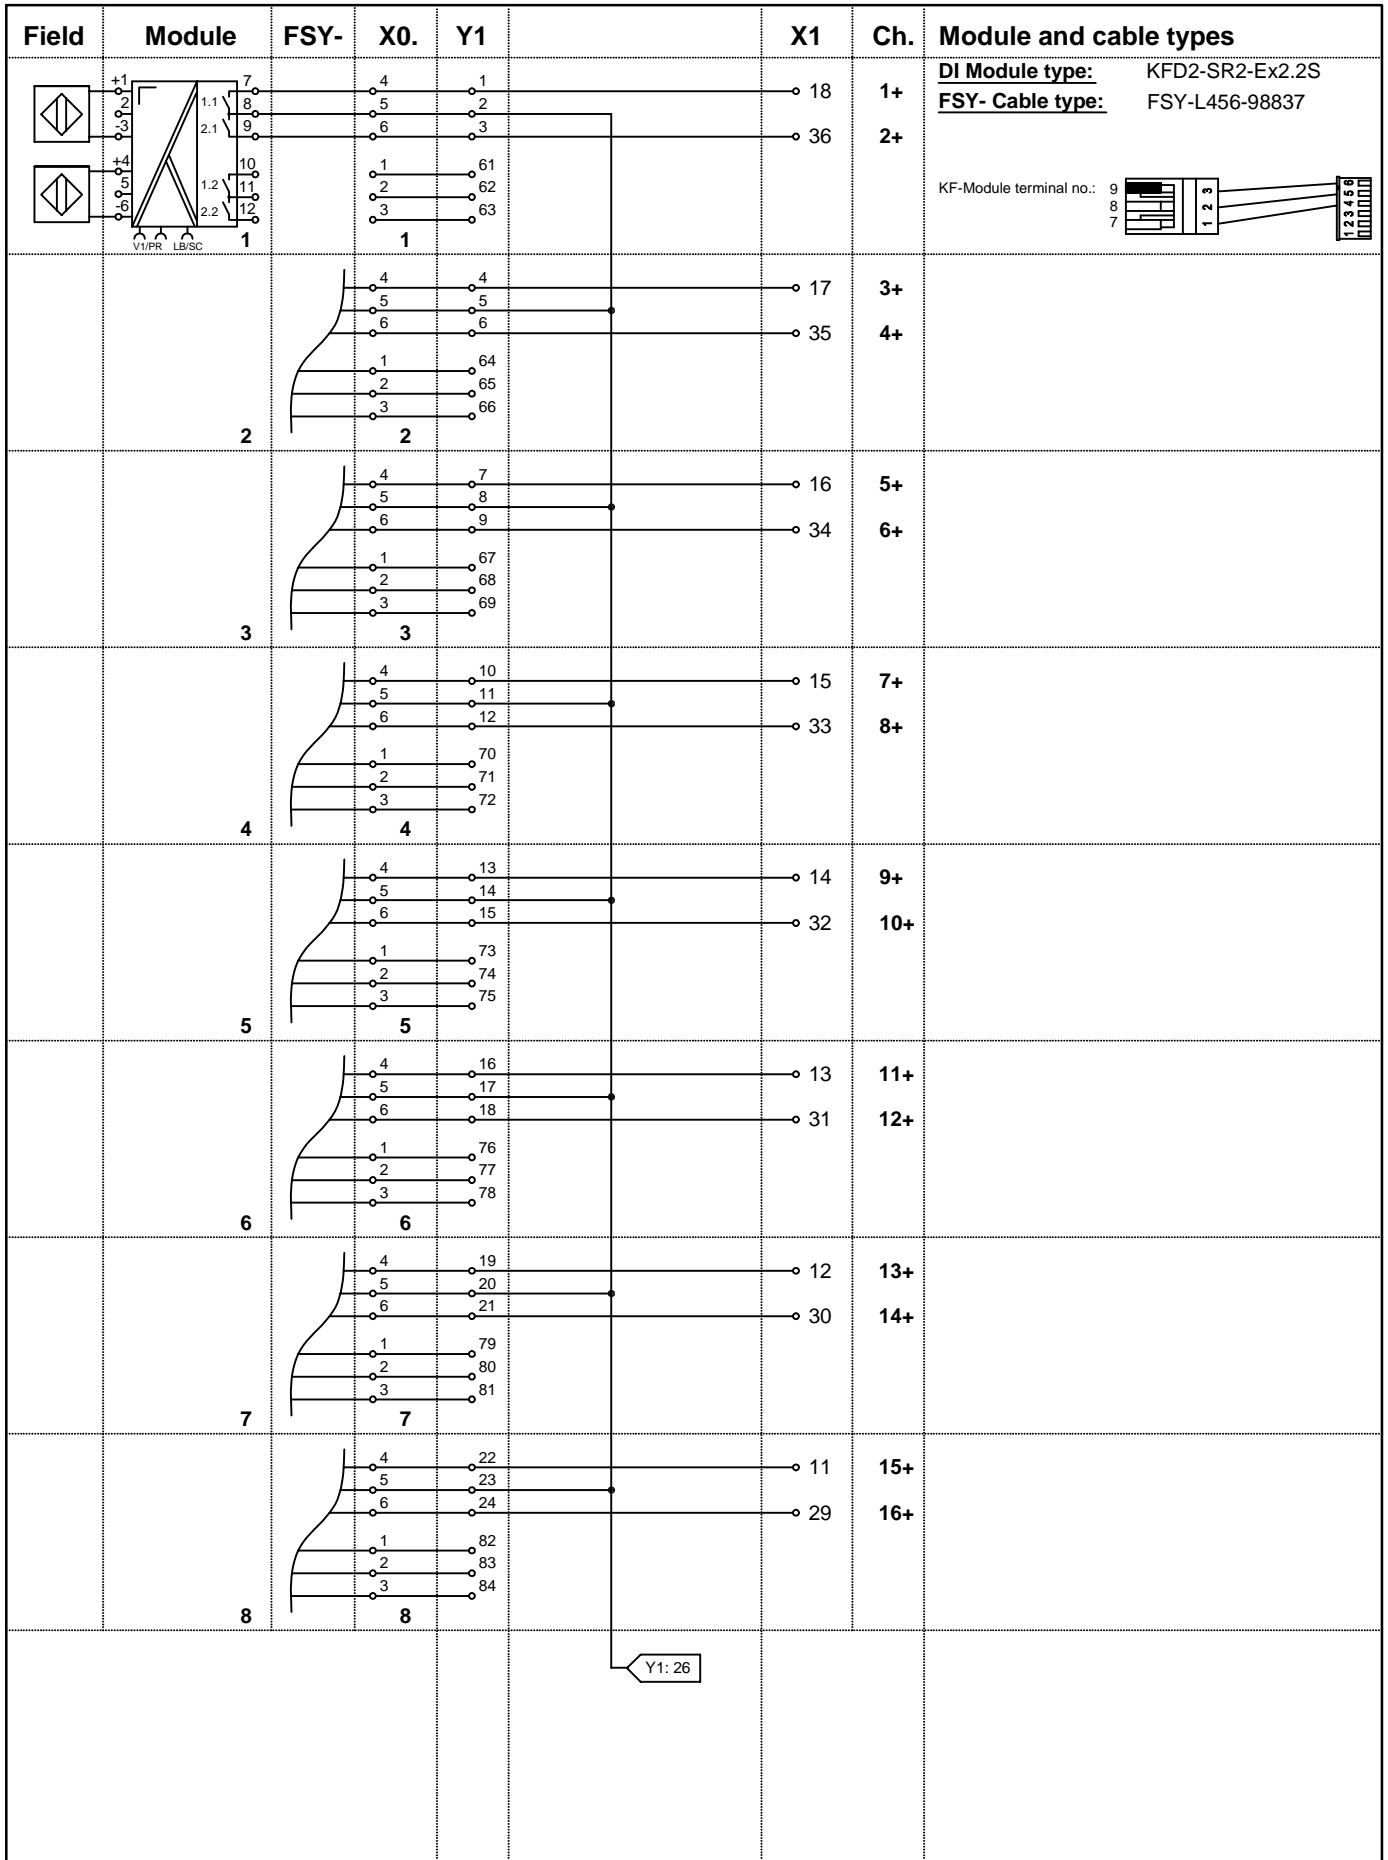 Field Module FSY- X0. Y1 X1 Ch. Module and cable types
DI Module type: KFD2-SR2-Ex2.2S
FSY- Cable type: FSY-L456-98837
+1 7 4 1 18 1+
2 1.1 8 5 2
-3 2.1 9 6 3 36 2+
+4 10 1 61
5 1.2 11 2 62
-6 2.2 12 3 63
V1/PR LB/SC 1 1
KF-Module terminal no.: 9 3 6
8 2 5
7 1 4
3
2
1
4 4 17 3+
5 5
6 6 35 4+
1 64
2 65
3 66
2 2
4 7 16 5+
5 8
6 9 34 6+
1 67
2 68
3 69
3 3
4 10 15 7+
5 11
6 12 33 8+
1 70
2 71
3 72
4 4
4 13 14 9+
5 14
6 15 32 10+
1 73
2 74
3 75
5 5
4 16 13 11+
5 17
6 18 31 12+
1 76
2 77
3 78
6 6
4 19 12 13+
5 20
6 21 30 14+
1 79
2 80
3 81
7 7
4 22 11 15+
5 23
6 24 29 16+
1 82
2 83
3 84
8 8
Y1: 26